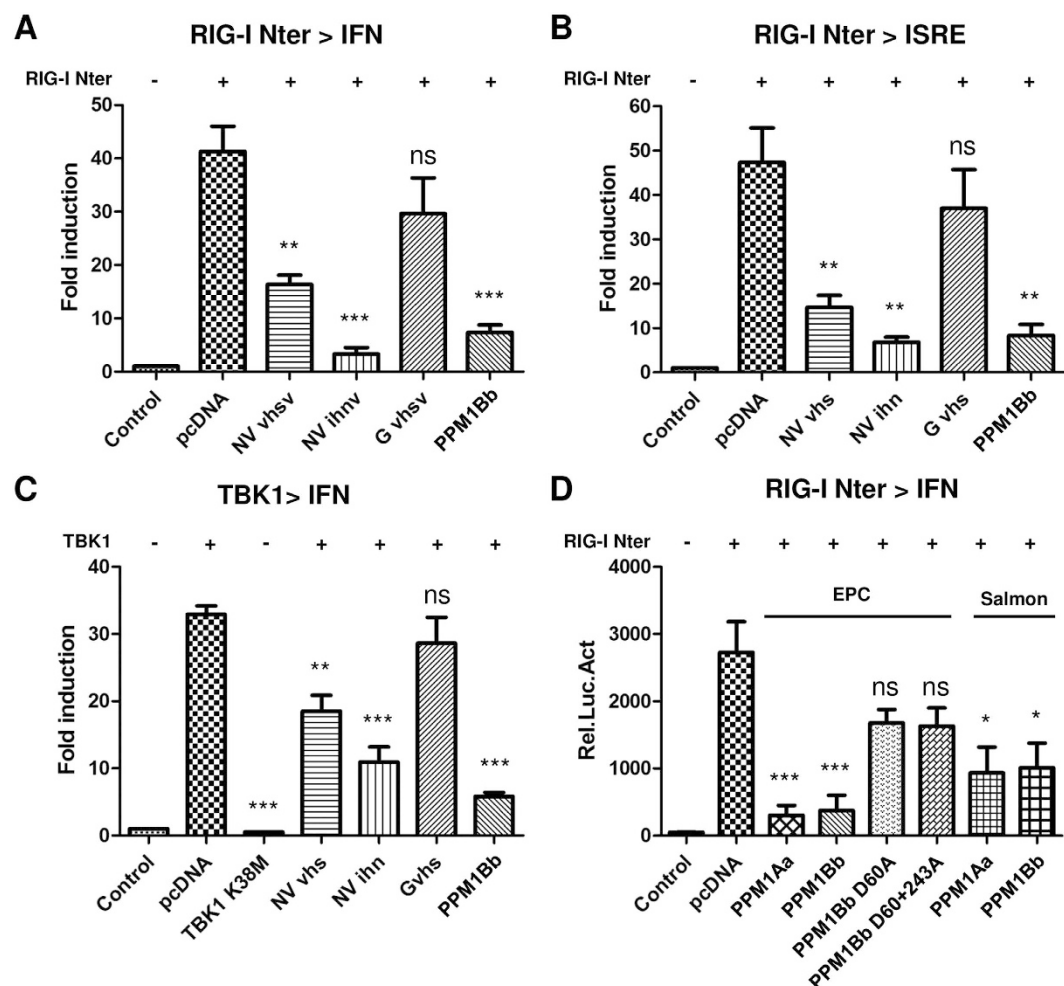 A
RIG-I Nter > IFN
RIG-I Nter - + + + + +
Fold induction
50
40
30
20
10
0
** *** ns ***
Control pcDNA NV vhsv NV ihnv G vhsv PPM1Bb
B
RIG-I Nter > ISRE
RIG-I Nter - + + + + +
Fold induction
60
50
40
30
20
10
0
** ** ns **
Control pcDNA NV vhs NV ihn G vhs PPM1Bb
C
TBK1> IFN
TBK1 - + - + + + +
Fold induction
40
30
20
10
0
*** ** *** ns ***
Control pcDNA TBK1 K38M NV vhs NV ihn Gvhs PPM1Bb
D
RIG-I Nter > IFN
RIG-I Nter - + + + + + + +
EPC Salmon
Rel.Luc.Act
4000
3000
2000
1000
0
*** *** ns ns * *
Control pcDNA PPM1Aa PPM1Bb PPM1Bb D60A PPM1Bb D60+243A PPM1Aa PPM1Bb